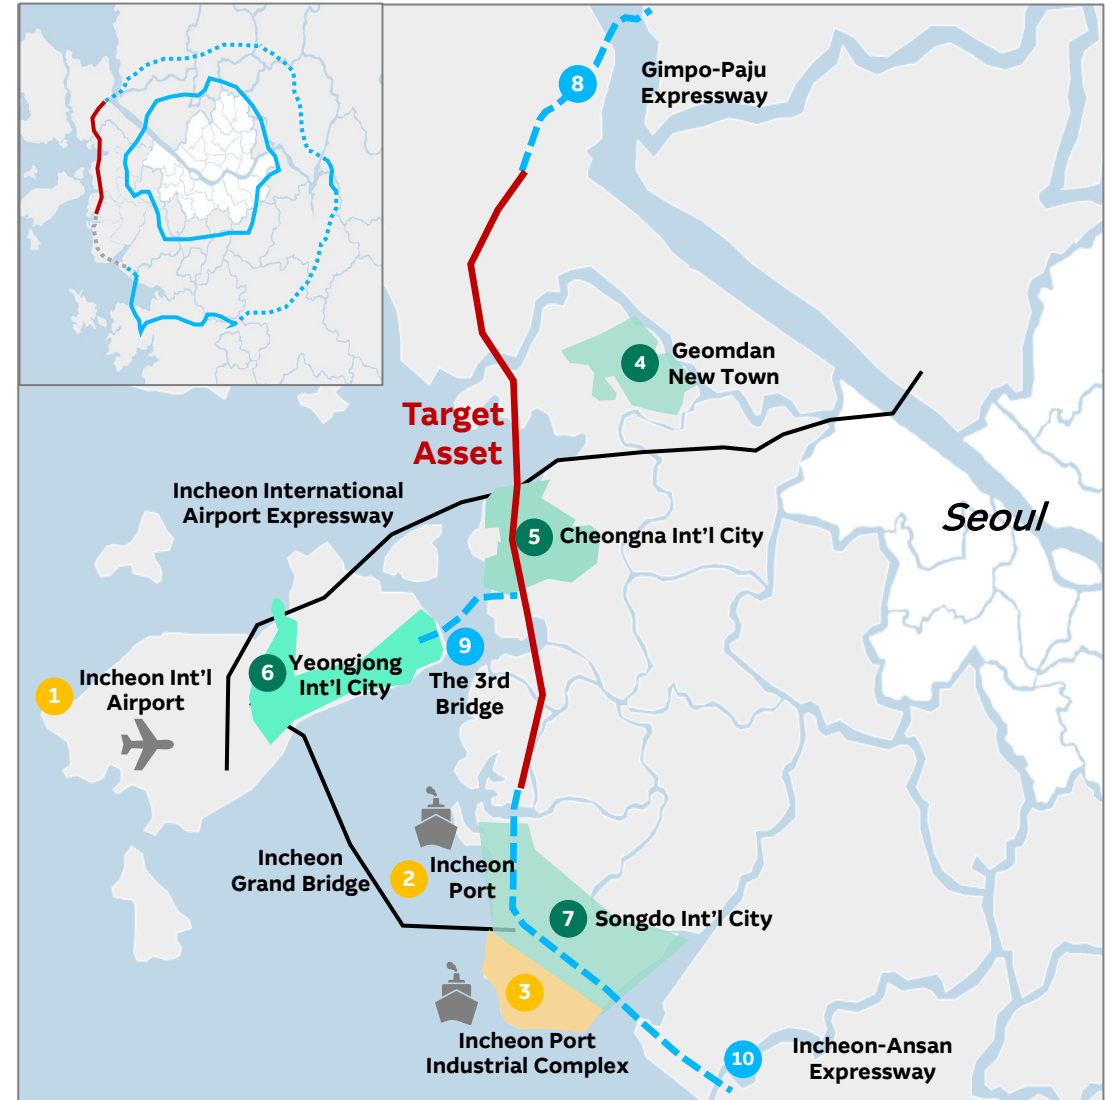 8
Gimpo-Paju
Expressway
4
Geomdan
New Town
Target
Asset
Incheon International
Airport Expressway
Seoul
5
Cheongna Int'l City
6
Yeongjong
Int'l City
9
The 3rd
Bridge
1
Incheon Int'l
Airport
Incheon
Grand Bridge
2
Incheon
Port
7
Songdo Int'l City
3
Incheon Port
Industrial Complex
10
Incheon-Ansan
Expressway